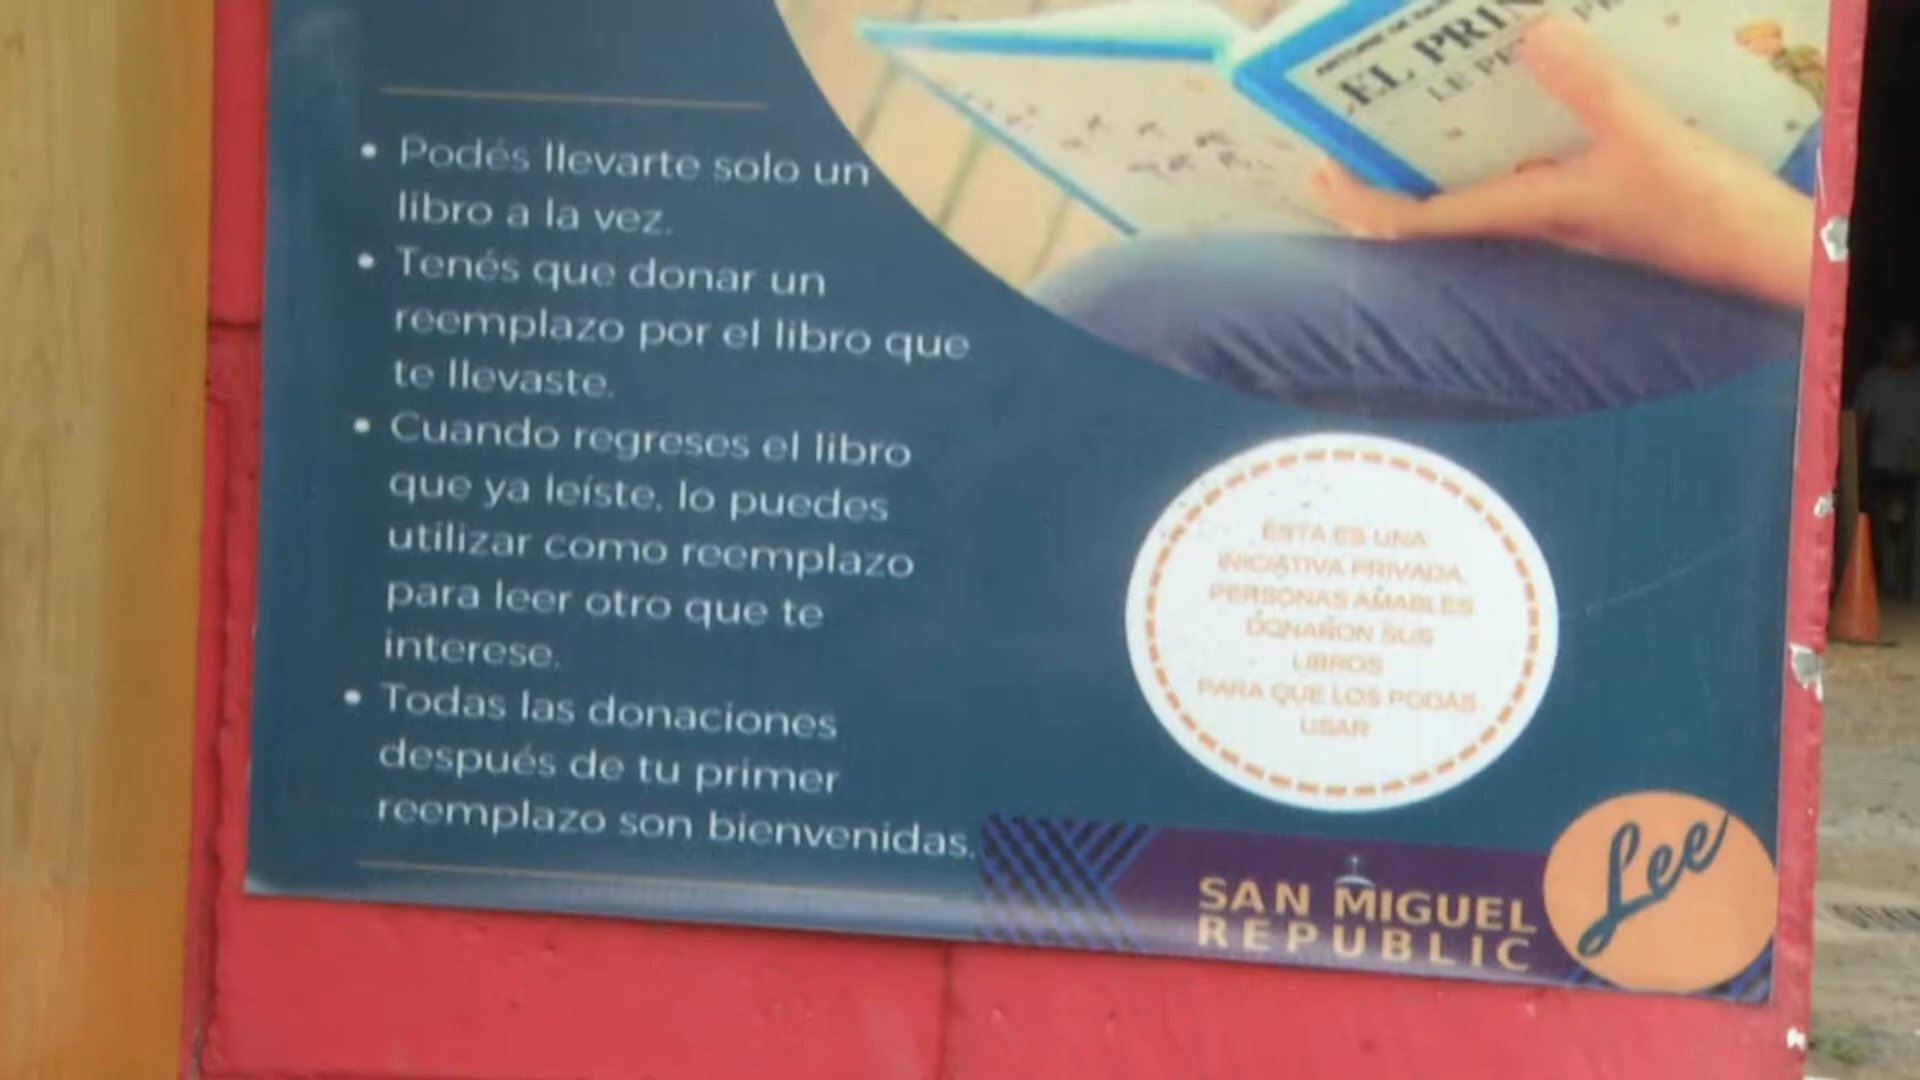 EL PRIN
LE PE
• Podés llevarte solo un
libro a la vez.
• Tenés que donar un
reemplazo por el libro que
te llevaste.
• Cuando regreses el libro
que ya leíste, lo puedes
utilizar como reemplazo
para leer otro que te
interese.
• Todas las donaciones
después de tu primer
reemplazo son bienvenidas.
ESTA ES UNA
INICIATIVA PRIVADA
PERSONAS AMABLES
DONARON SUS
LIBROS
PARA QUE LOS PODÁS
USAR
SAN MIGUEL
REPUBLIC
Lee